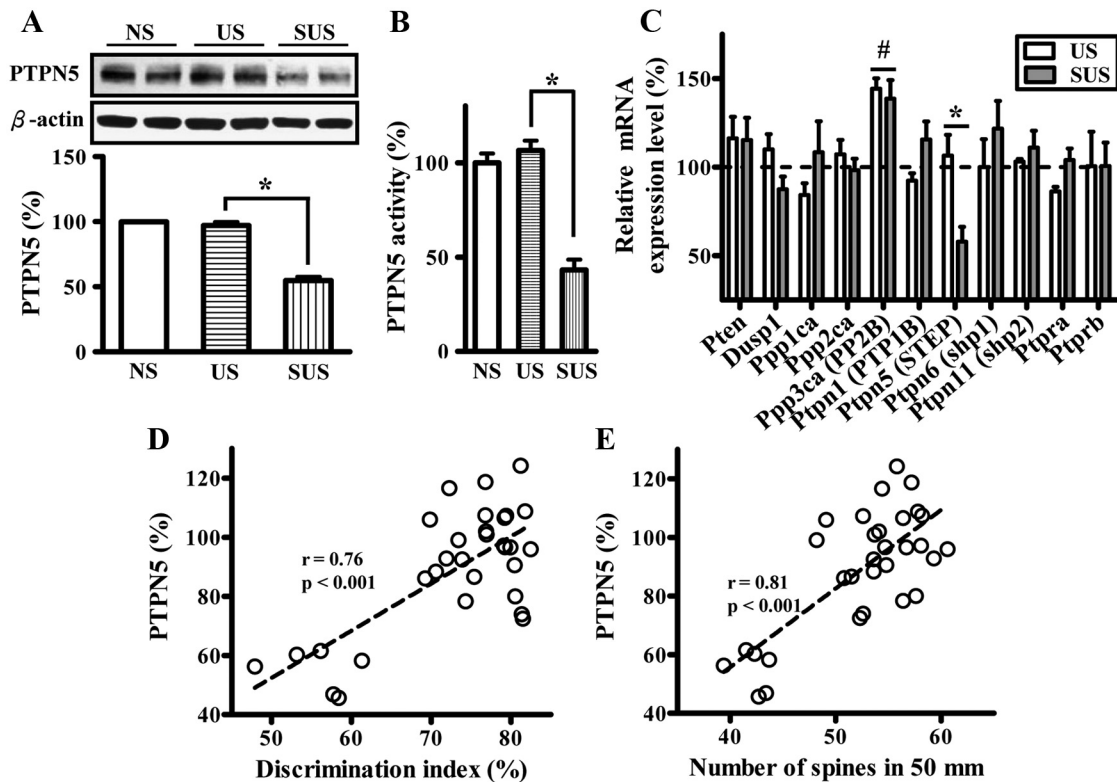 A
NS US SUS
PTPN5
β-actin
PTPN5 (%)
150
100
50
0
*
NS US SUS
B
PTPN5 activity (%)
100
50
0
*
NS US SUS
C
Relative mRNA
expression level (%)
150
100
50
#
*
US
SUS
Pten
Dusp1
Ppp1ca
Ppp2ca
Ppp3ca (PP2B)
Ptpn1 (PTP1B)
Ptpn5 (STEP)
Ptpn6 (shp1)
Ptpn11 (shp2)
Ptpra
Ptprb
D
PTPN5 (%)
120
100
80
60
40
r = 0.76
p < 0.001
50 60 70 80
Discrimination index (%)
E
PTPN5 (%)
120
100
80
60
40
r = 0.81
p < 0.001
40 50 60
Number of spines in 50 mm